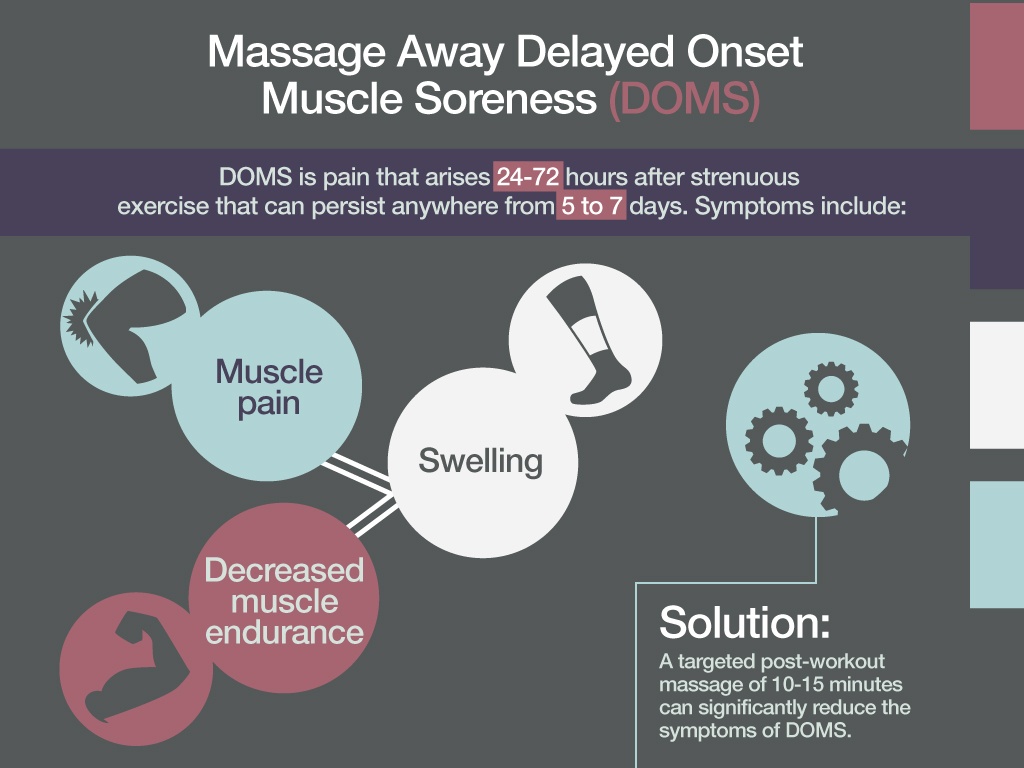 Massage Away Delayed Onset
Muscle Soreness (DOMS)
DOMS is pain that arises 24-72 hours after strenuous
exercise that can persist anywhere from 5 to 7 days. Symptoms include:
Muscle
pain
Swelling
Decreased
muscle
endurance
Solution:
A targeted post-workout
massage of 10-15 minutes
can significantly reduce the
symptoms of DOMS.